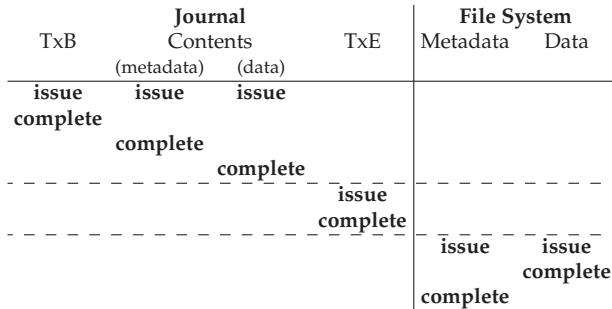 Journal File System
TxB Contents TxE Metadata Data
(metadata) (data)
issue issue issue
complete
complete
complete
issue
complete
issue issue
complete
complete